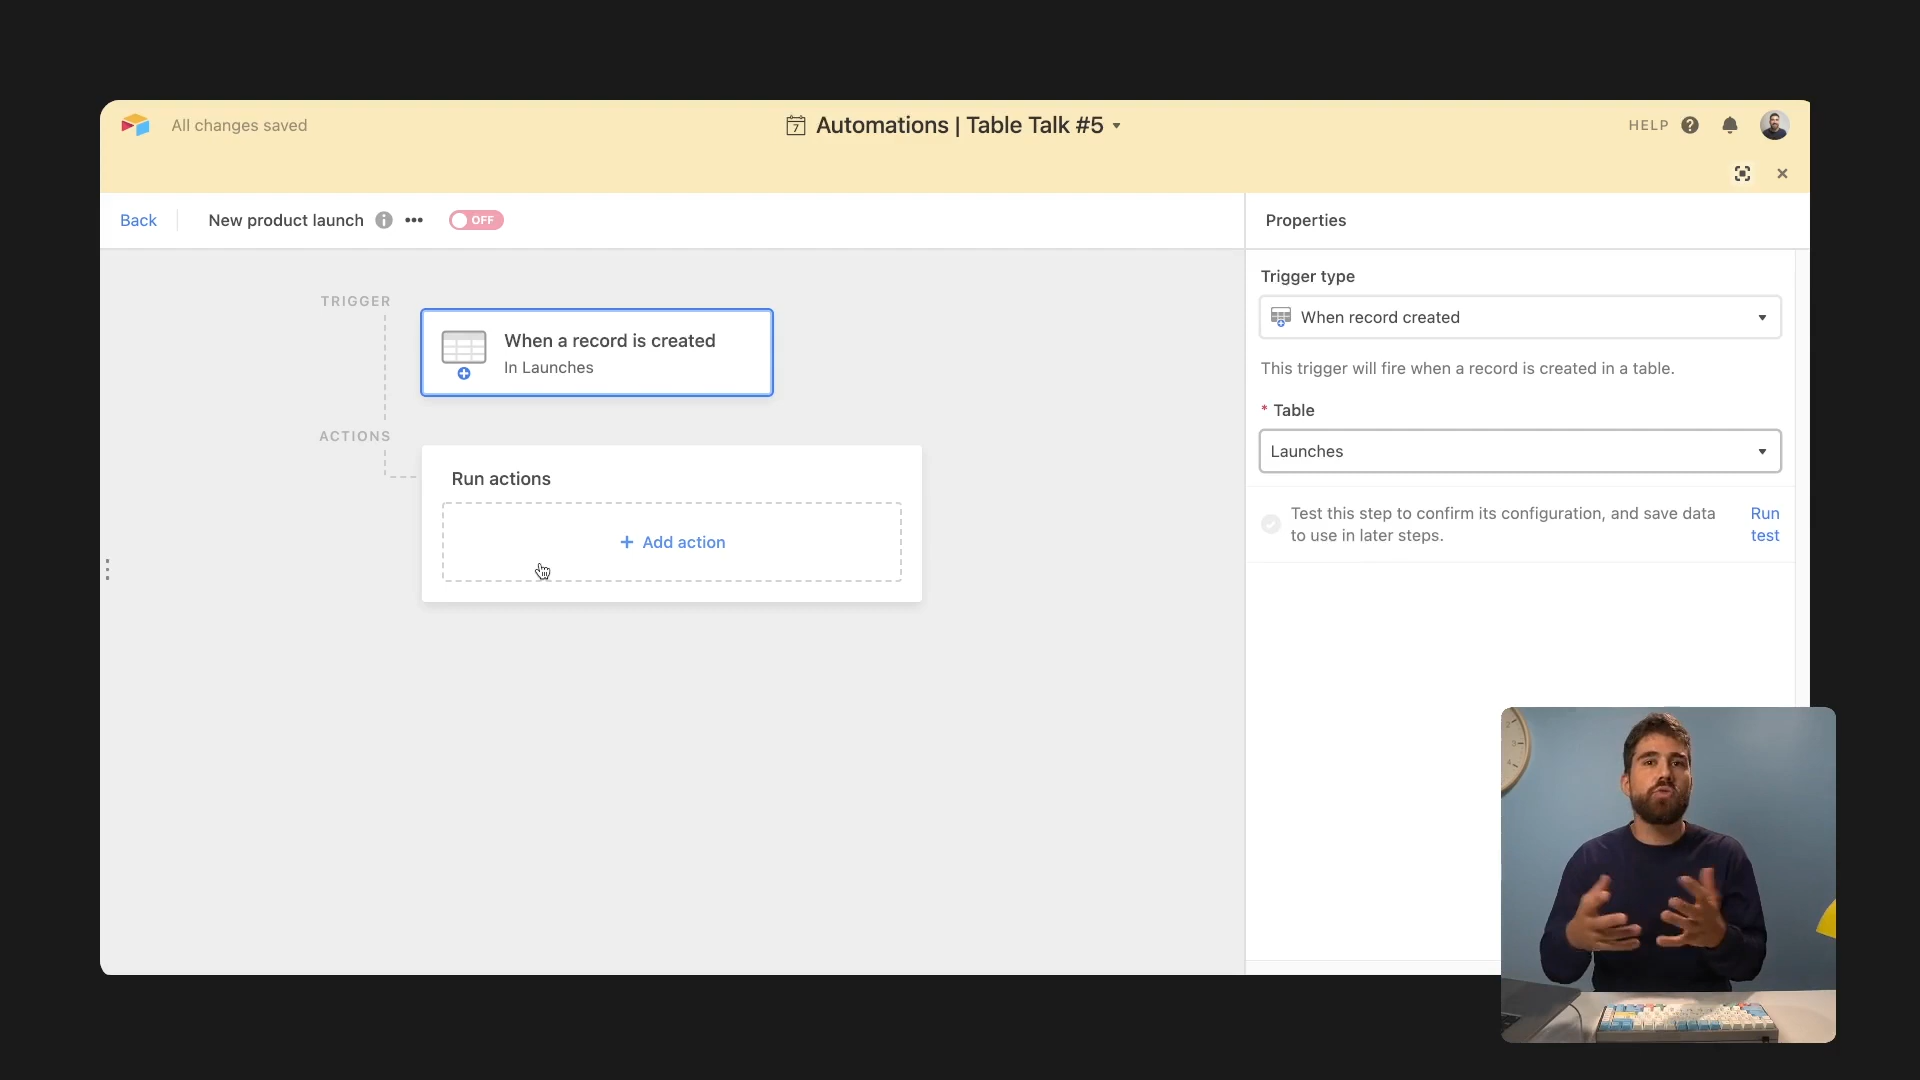 All changes saved
Automations | Table Talk #5
HELP
Back
New product launch
OFF
Properties
TRIGGER
When a record is created
In Launches
ACTIONS
Run actions
+ Add action
Trigger type
When record created
This trigger will fire when a record is created in a table.
* Table
Launches
Test this step to confirm its configuration, and save data
to use in later steps.
Run
test